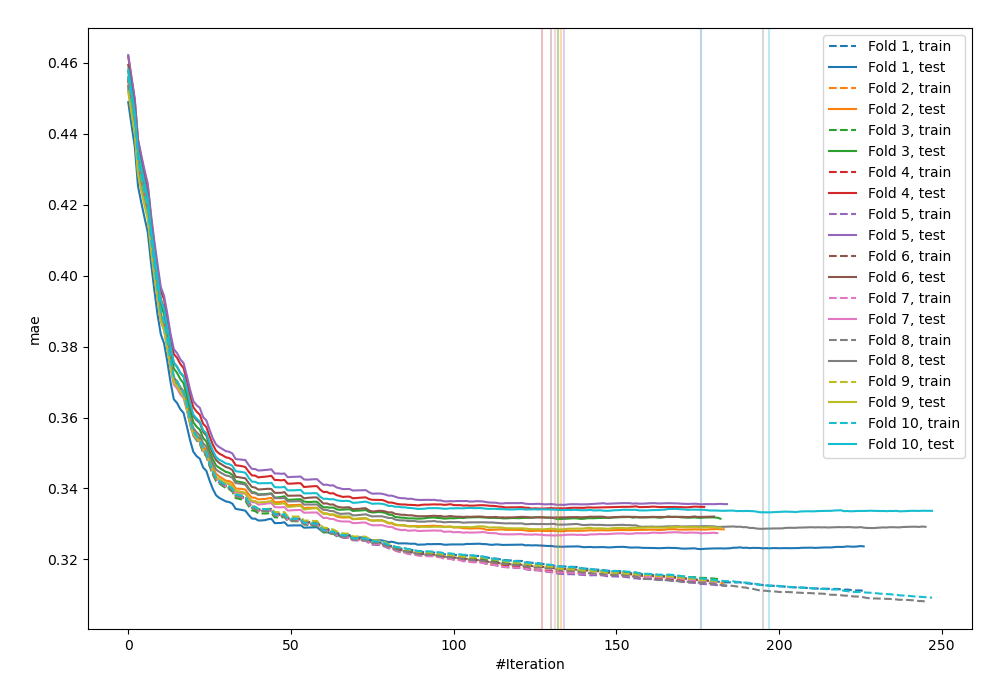 0.46
0.44
0.42
0.40
0.38
0.36
0.34
0.32
mae
0
50
100
150
200
250
#Iteration
Fold 1, train
Fold 1, test
Fold 2, train
Fold 2, test
Fold 3, train
Fold 3, test
Fold 4, train
Fold 4, test
Fold 5, train
Fold 5, test
Fold 6, train
Fold 6, test
Fold 7, train
Fold 7, test
Fold 8, train
Fold 8, test
Fold 9, train
Fold 9, test
Fold 10, train
Fold 10, test